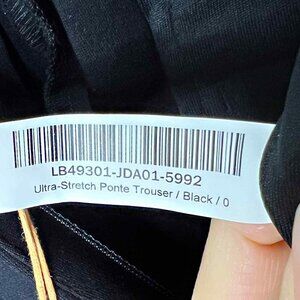 LB49301-JDA01-5992
Ultra-Stretch Ponte Trouser / Black / 0